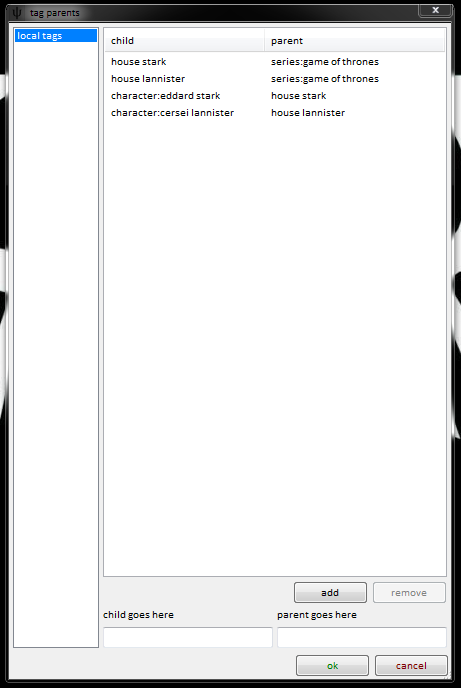 tag parents
x
local tags
child parent
house stark series:game of thrones
house lannister series:game of thrones
character:eddard stark house stark
character:cersei lannister house lannister
add remove
child goes here parent goes here
ok cancel